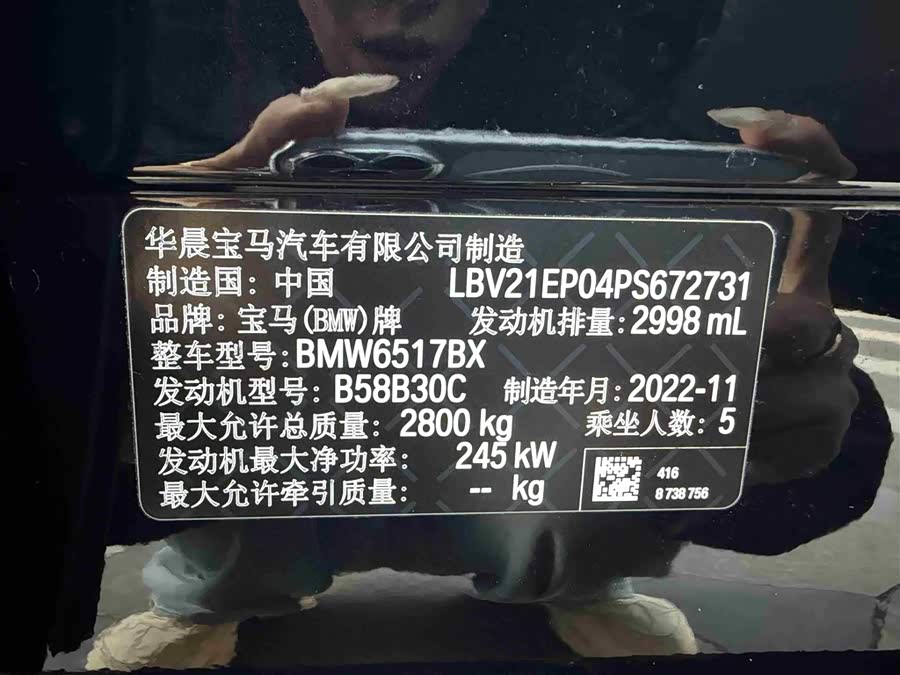 华晨宝马汽车有限公司制造
制造国：中国 LBV21EP04PS672731
品牌：宝马(BMW)牌 发动机排量：2998 mL
整车型号：BMW6517BX
发动机型号：B58B30C 制造年月：2022-11
最大允许总质量：2800 kg 乘坐人数：5
发动机最大净功率：245 kW
最大允许牵引质量：-- kg
416
8 738 756